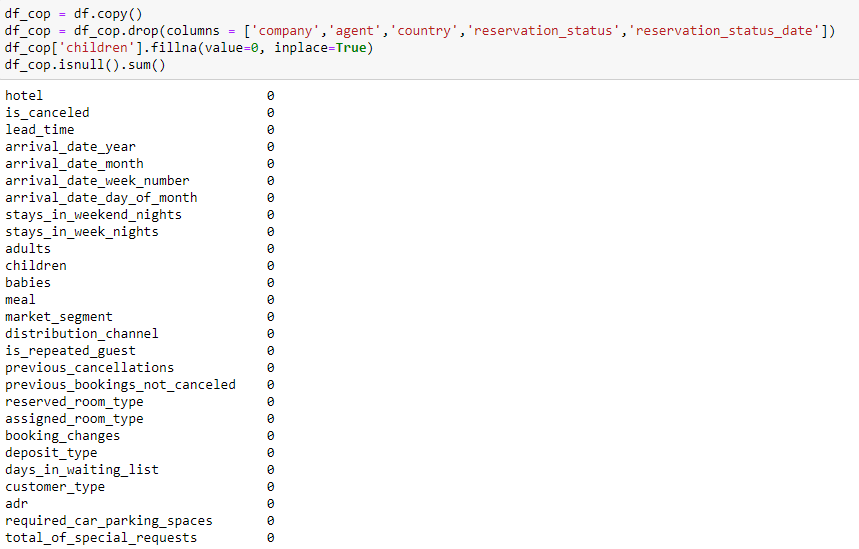 df_cop = df.copy()
df_cop = df_cop.drop(columns = ['company','agent','country','reservation_status','reservation_status_date'])
df_cop['children'].fillna(value=0, inplace=True)
df_cop.isnull().sum()
hotel 0
is_canceled 0
lead_time 0
arrival_date_year 0
arrival_date_month 0
arrival_date_week_number 0
arrival_date_day_of_month 0
stays_in_weekend_nights 0
stays_in_week_nights 0
adults 0
children 0
babies 0
meal 0
market_segment 0
distribution_channel 0
is_repeated_guest 0
previous_cancellations 0
previous_bookings_not_canceled 0
reserved_room_type 0
assigned_room_type 0
booking_changes 0
deposit_type 0
days_in_waiting_list 0
customer_type 0
adr 0
required_car_parking_spaces 0
total_of_special_requests 0